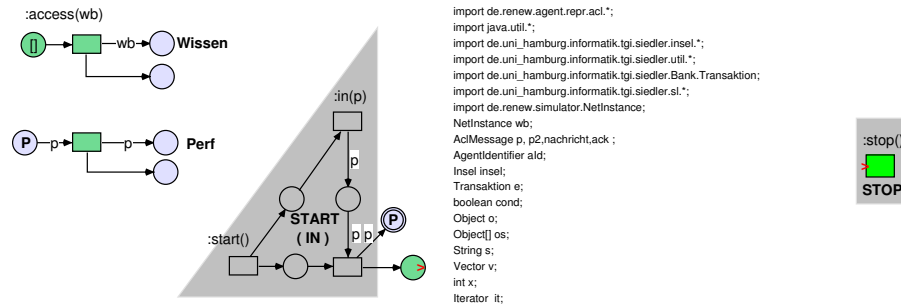 :access(wb)
[]
wb
Wissen
P
p
p
Perf
:in(p)
p
START
( IN )
P
p p
:start()
import de.renew.agent.repr.acl.*;
import java.util.*;
import de.uni_hamburg.informatik.tgi.siedler.insel.*;
import de.uni_hamburg.informatik.tgi.siedler.util.*;
import de.uni_hamburg.informatik.tgi.siedler.Bank.Transaktion;
import de.uni_hamburg.informatik.tgi.siedler.sl.*;
import de.renew.simulator.NetInstance;
NetInstance wb;
AclMessage p, p2,nachricht,ack ;
AgentIdentifier aId;
Insel insel;
Transaktion e;
boolean cond;
Object o;
Object[] os;
String s;
Vector v;
int x;
Iterator it;
:stop()
>
STOP
>